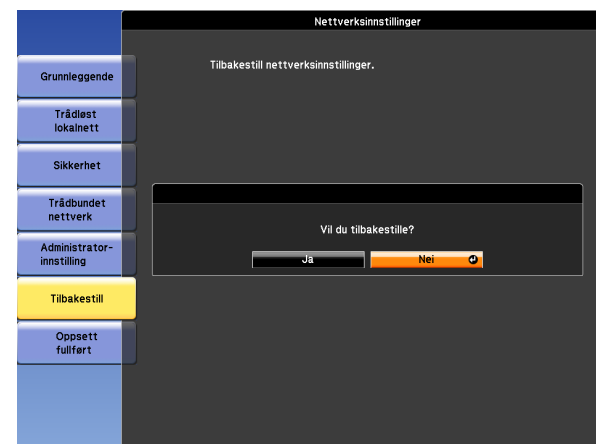 Nettverksinnstillinger
Tilbakestill nettverksinnstillinger.
Grunnleggende
Trådløst
lokalnett
Sikkerhet
Trådbundet
nettverk
Administrator-
innstilling
Tilbakestill
Oppsett
fullført
Vil du tilbakestille?
Ja
Nei